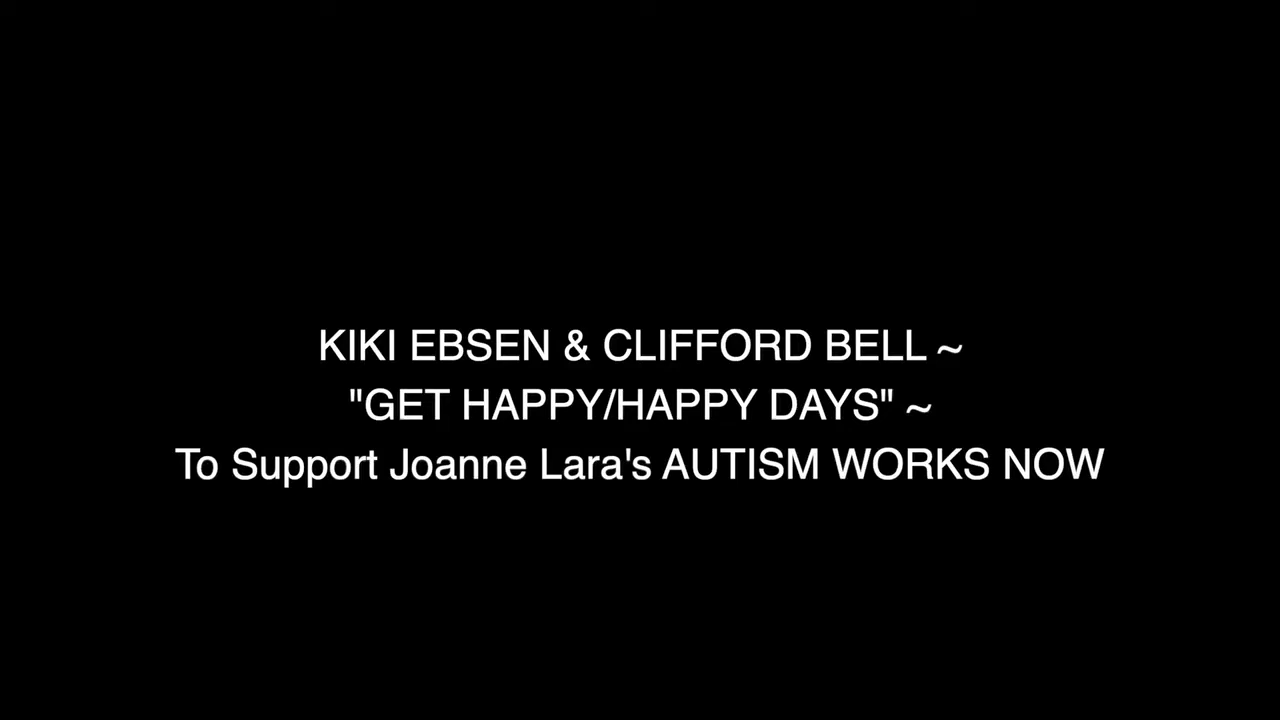 KIKI EBSEN & CLIFFORD BELL ~
"GET HAPPY/HAPPY DAYS" ~
To Support Joanne Lara's AUTISM WORKS NOW